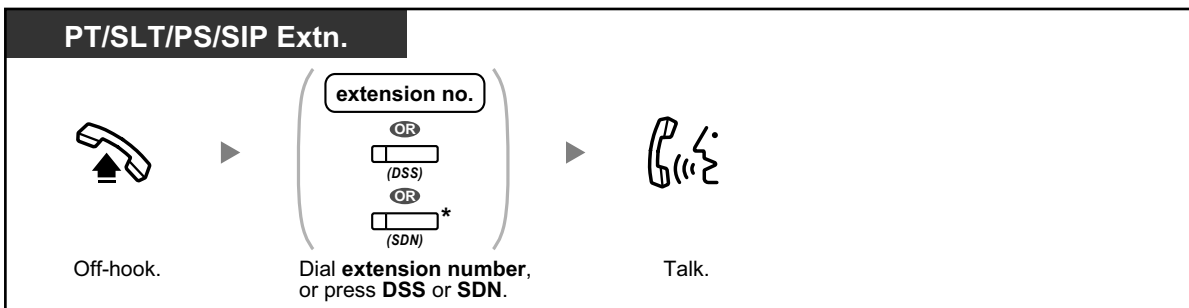 PT/SLT/PS/SIP Extn.
extension no.
OR
(DSS)
OR
*
(SDN)
Off-hook.
Dial extension number,
or press DSS or SDN.
Talk.